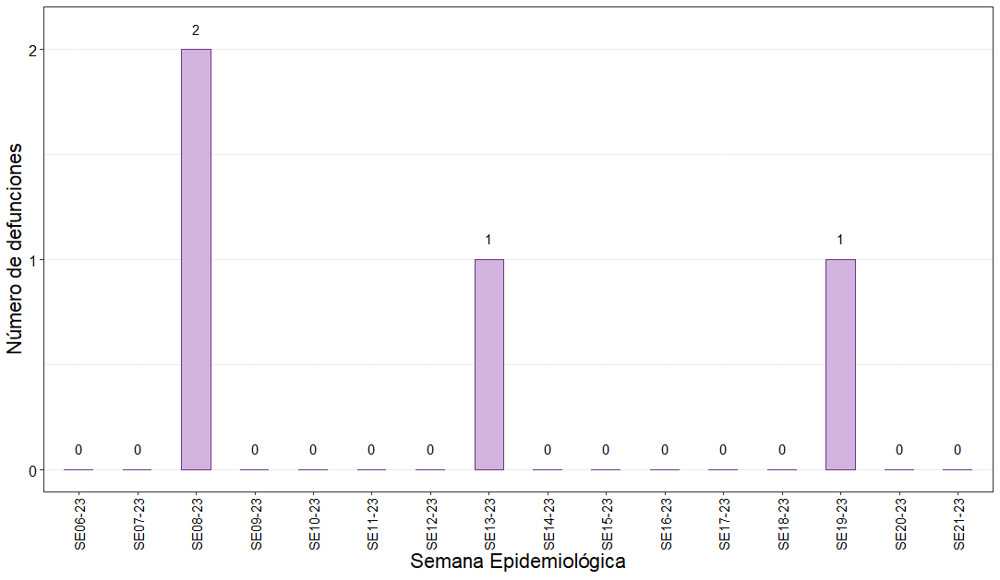 Número de defunciones
2
1
0
0
0
2
0
0
0
0
1
0
0
0
0
0
1
0
0
SE06-23
SE07-23
SE08-23
SE09-23
SE10-23
SE11-23
SE12-23
SE13-23
SE14-23
SE15-23
SE16-23
SE17-23
SE18-23
SE19-23
SE20-23
SE21-23
Semana Epidemiológica